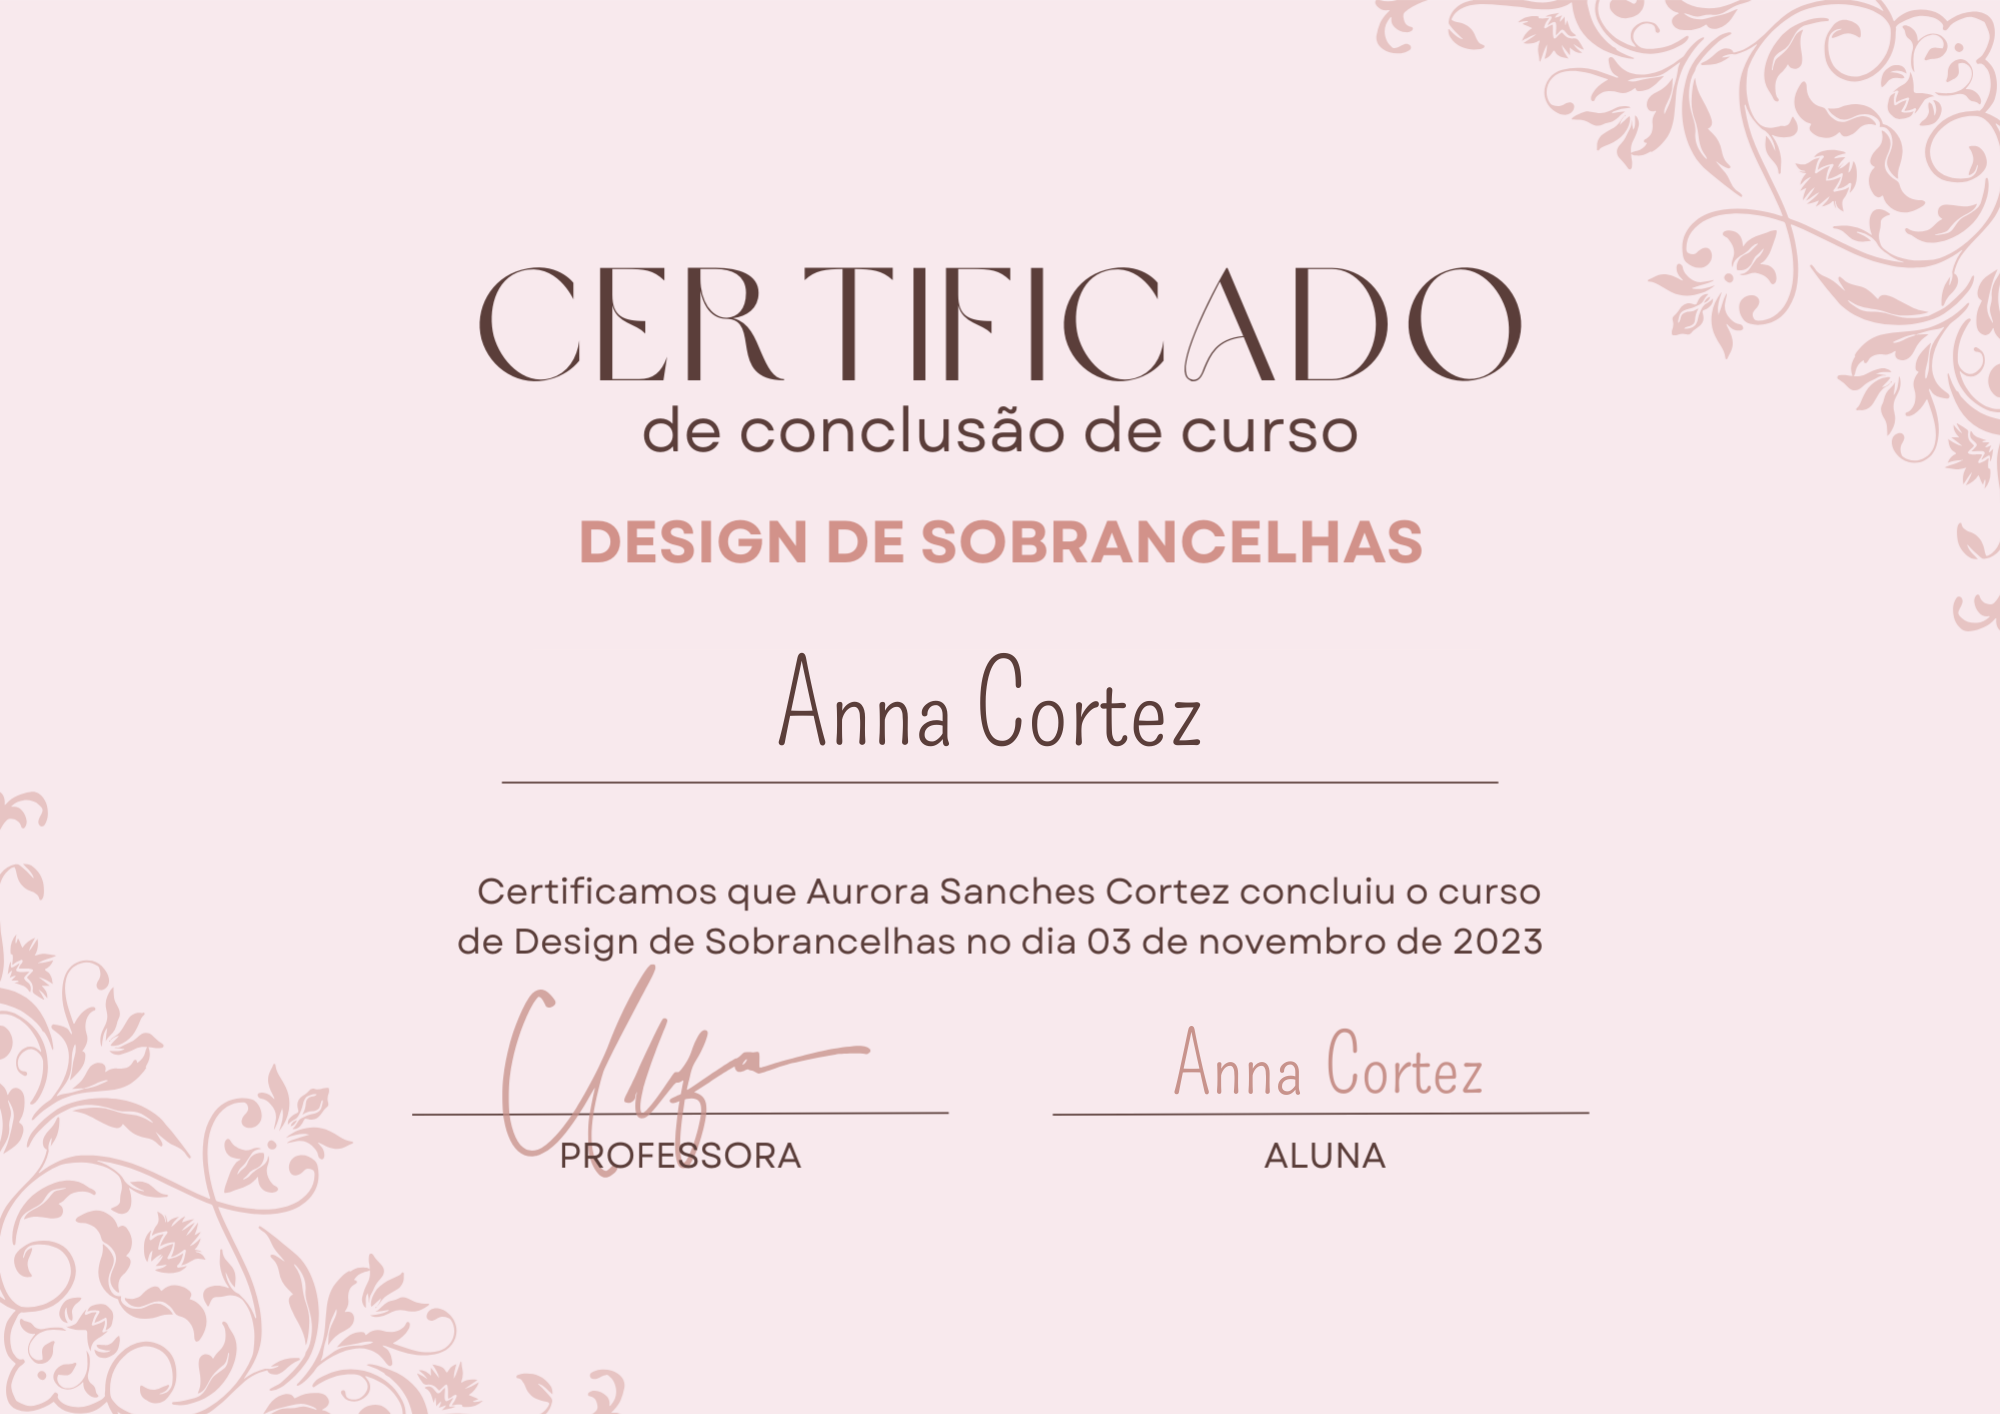 CERTIFICADO
de conclusão de curso
DESIGN DE SOBRANCELHAS
Anna Cortez
Certificamos que Aurora Sanches Cortez concluiu o curso
de Design de Sobrancelhas no dia 03 de novembro de 2023
Anna Cortez
PROFESSORA
ALUNA